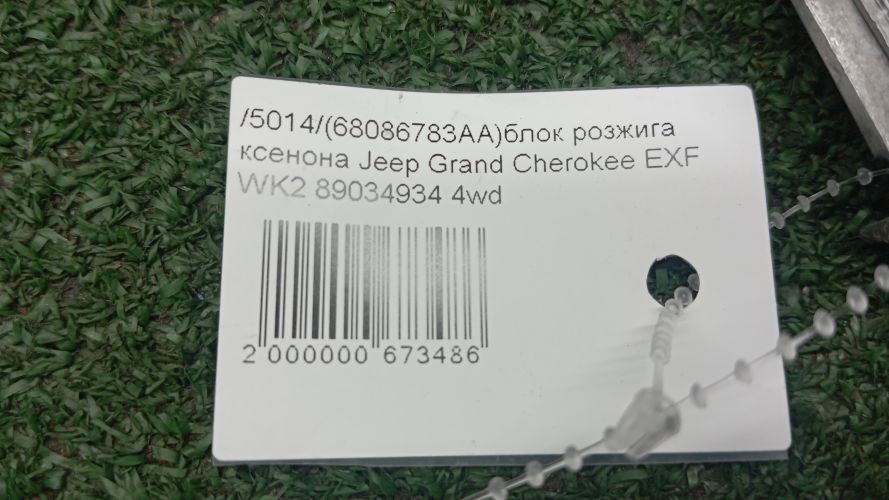 /5014/(68086783AA)блок розжига
ксенона Jeep Grand Cherokee EXF
WK2 89034934 4wd
2 000000 673486